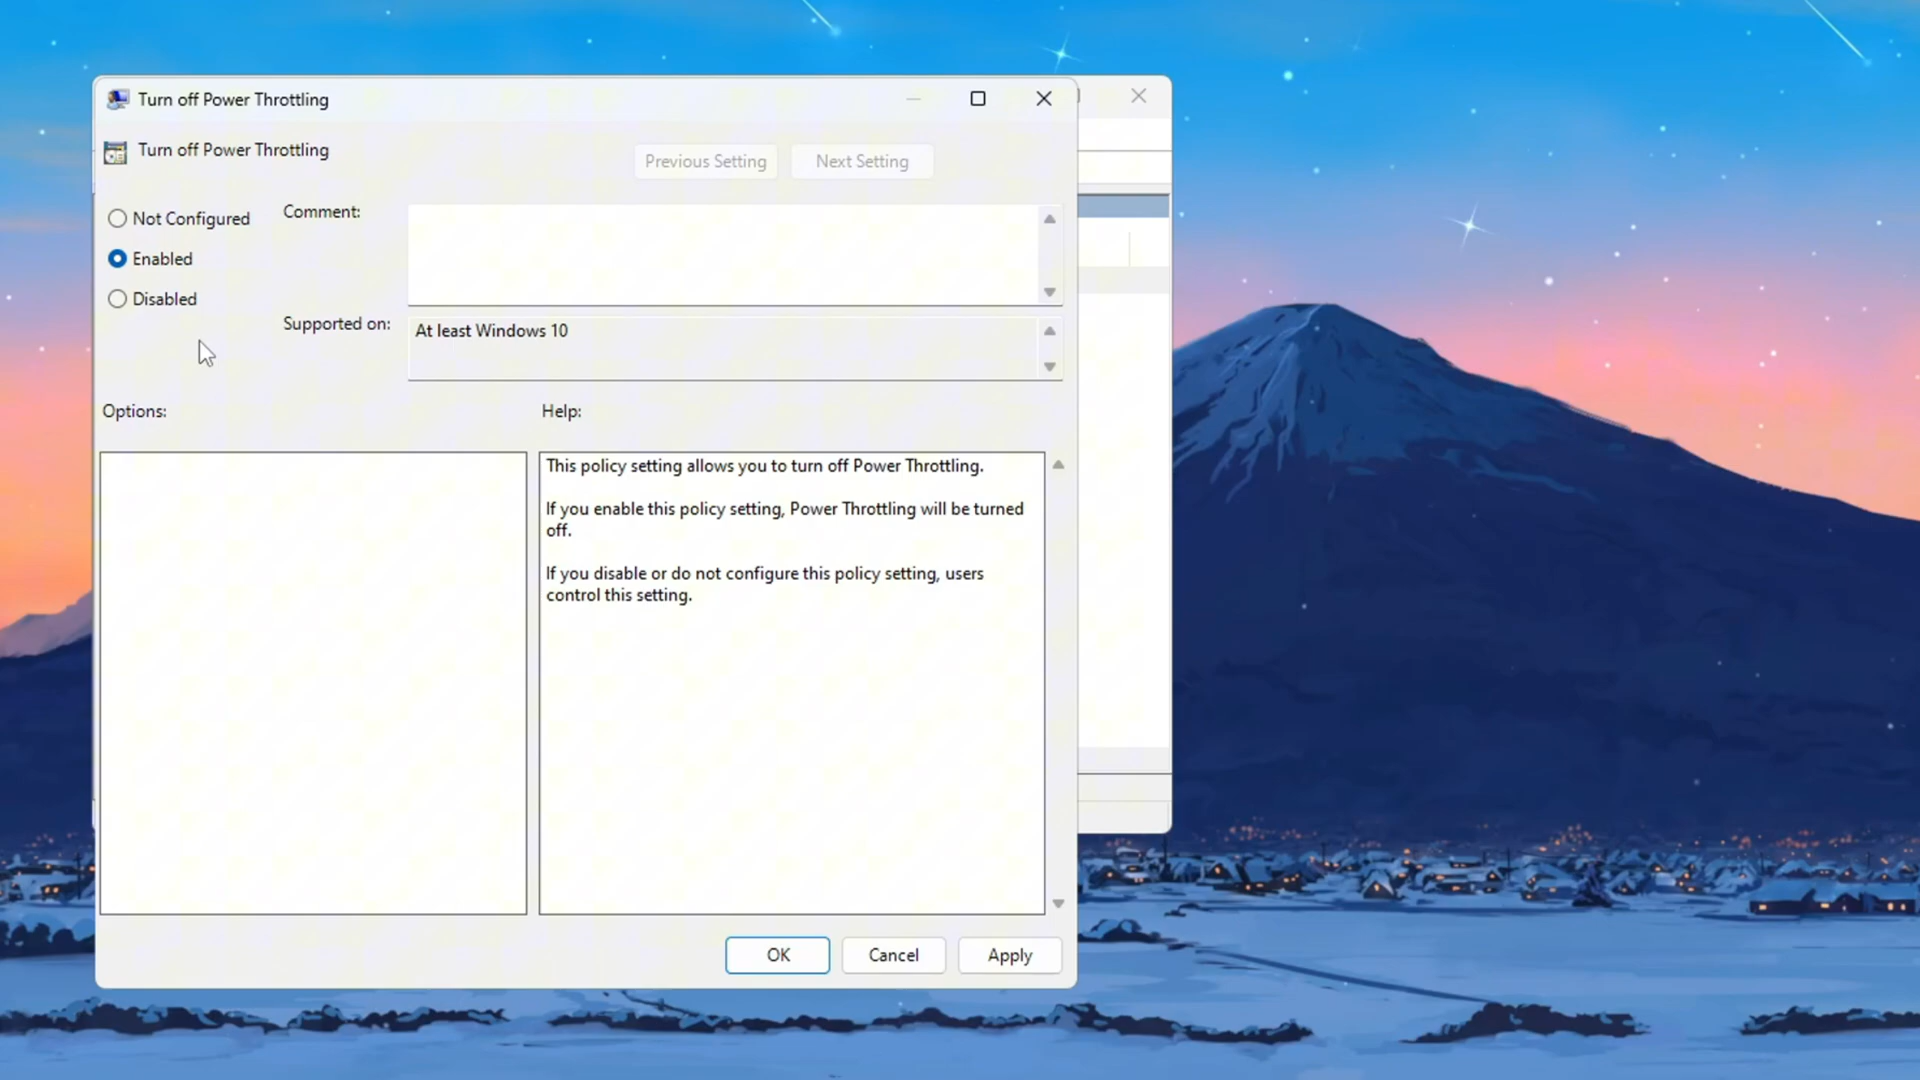 Turn off Power Throttling
Turn off Power Throttling
Previous Setting
Next Setting
Not Configured
Comment:
Enabled
Disabled
Supported on:
At least Windows 10
Options:
Help:
This policy setting allows you to turn off Power Throttling.
If you enable this policy setting, Power Throttling will be turned
off.
If you disable or do not configure this policy setting, users
control this setting.
OK
Cancel
Apply